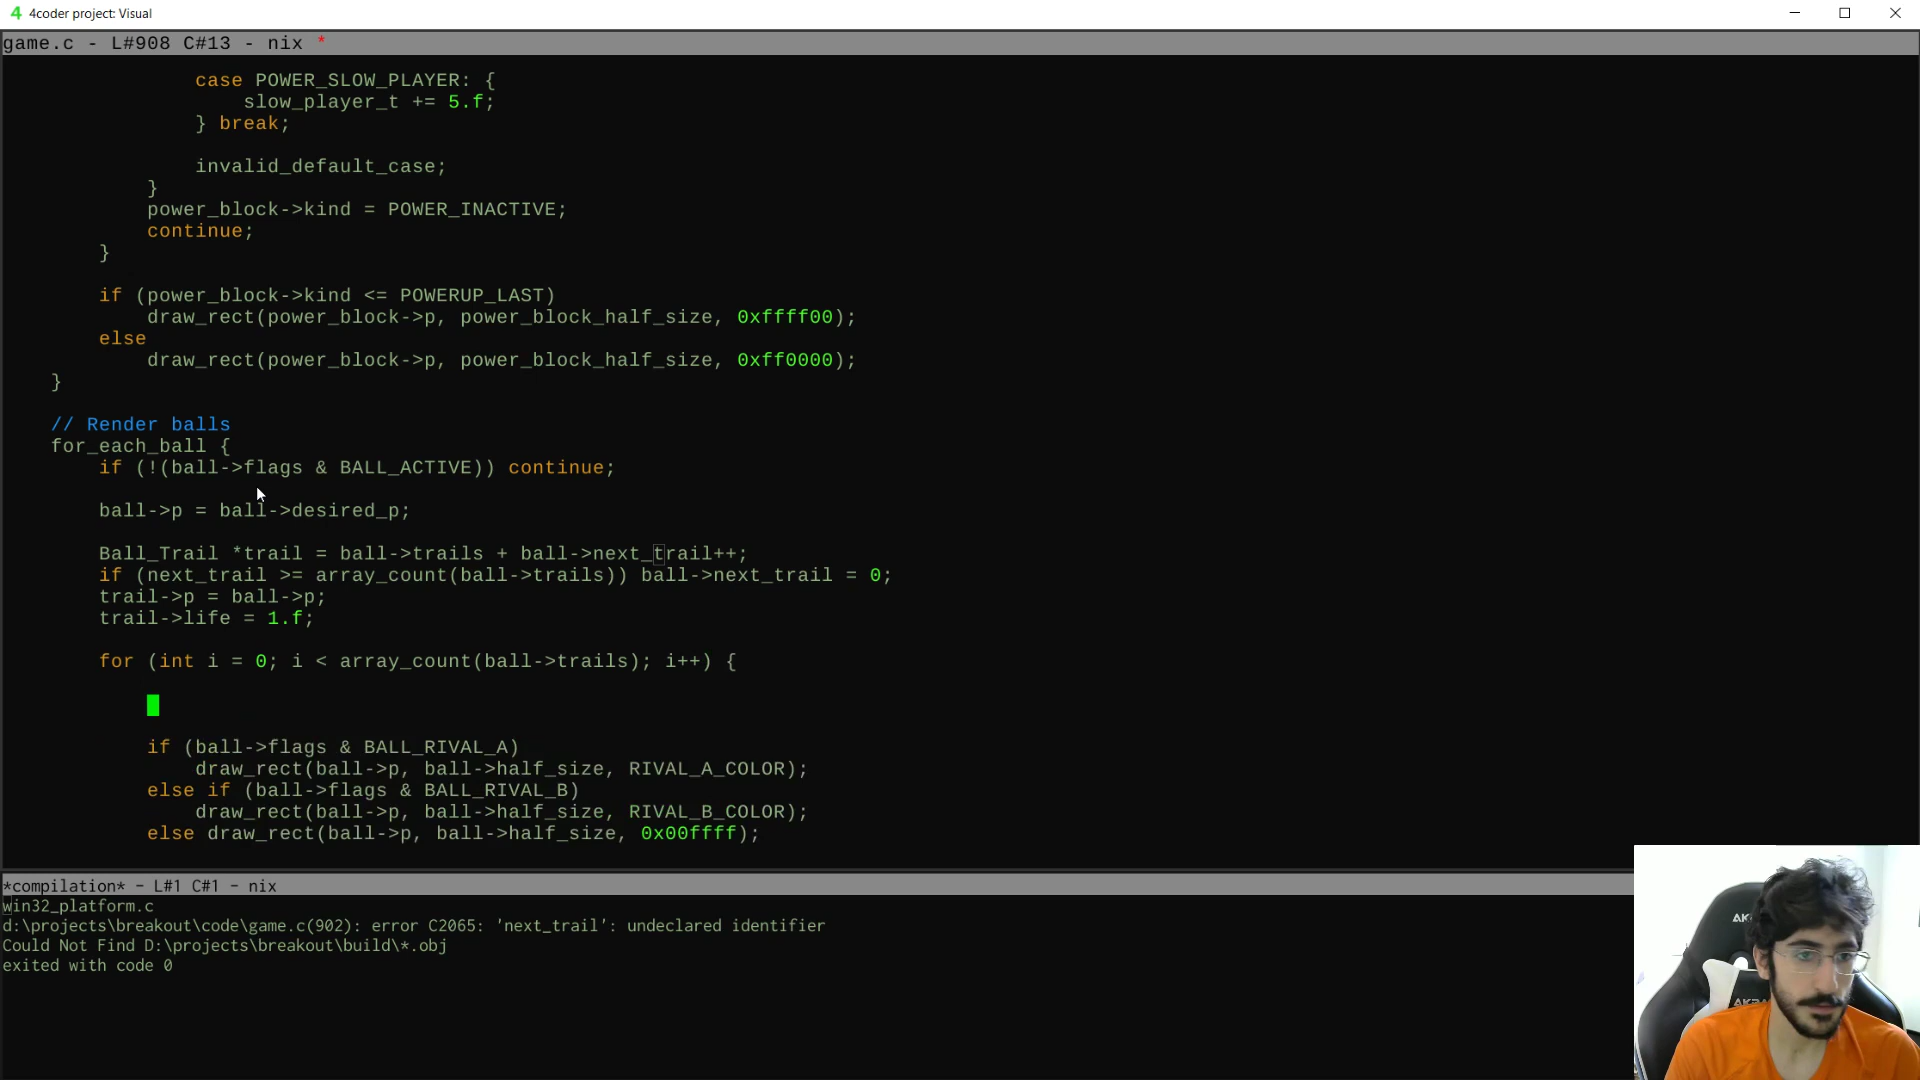 4 4coder project: Visual
game.c - L#908 C#13 - nix *
case POWER_SLOW_PLAYER: {
slow_player_t += 5.f;
} break;
invalid_default_case;
}
power_block->kind = POWER_INACTIVE;
continue;
}
if (power_block->kind <= POWERUP_LAST)
draw_rect(power_block->p, power_block_half_size, 0xffff00);
else
draw_rect(power_block->p, power_block_half_size, 0xff0000);
}
// Render balls
for_each_ball {
if (!(ball->flags & BALL_ACTIVE)) continue;
ball->p = ball->desired_p;
Ball_Trail *trail = ball->trails + ball->next_trail++;
if (next_trail >= array_count(ball->trails)) ball->next_trail = 0;
trail->p = ball->p;
trail->life = 1.f;
for (int i = 0; i < array_count(ball->trails); i++) {
if (ball->flags & BALL_RIVAL_A)
draw_rect(ball->p, ball->half_size, RIVAL_A_COLOR);
else if (ball->flags & BALL_RIVAL_B)
draw_rect(ball->p, ball->half_size, RIVAL_B_COLOR);
else draw_rect(ball->p, ball->half_size, 0x00ffff);
*compilation* - L#1 C#1 - nix
win32_platform.c
d:\projects\breakout\code\game.c(902): error C2065: 'next_trail': undeclared identifier
Could Not Find D:\projects\breakout\build\*.obj
exited with code 0